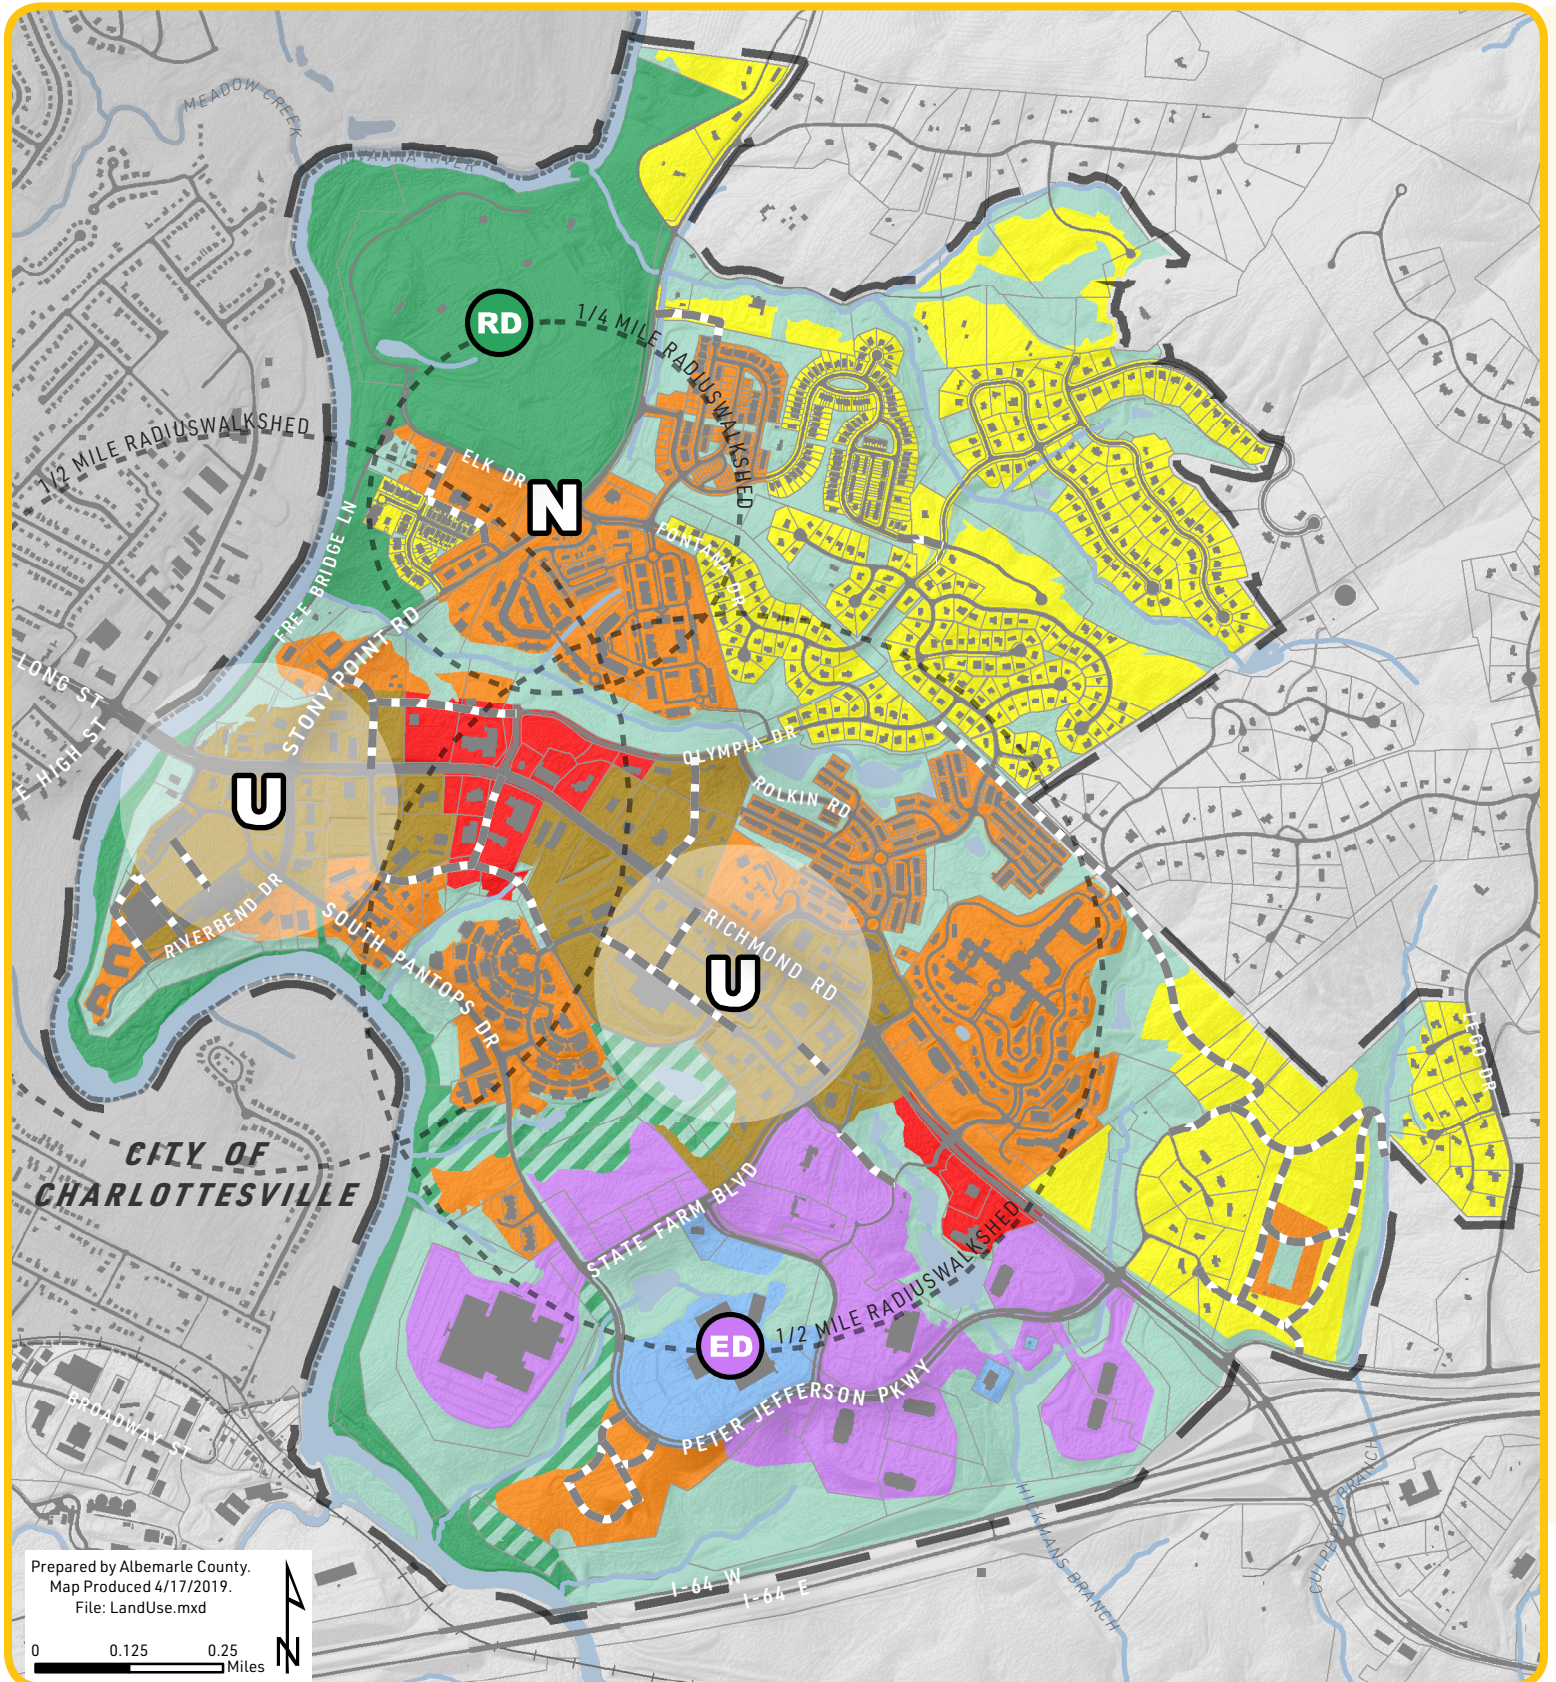 MEADOW CREEK
RIVANNA RIVER
RD
1/4 MILE RADIUSWALKSHED
1/2 MILE RADIUSWALKSHED
ELK DR
N
FREE BRIDGE LN
FONTANA DR
STONY POINT RD
LONG ST
E HIGH ST
OLYMPIA DR
ROLKIN RD
U
RIVERBEND DR
SOUTH PANTOPS DR
RICHMOND RD
U
LEGO DR
CITY OF
CHARLOTTESVILLE
STATE FARM BLVD
1/2 MILE RADIUSWALKSHED
ED
PETER JEFFERSON PKWY
BROADWAY ST
HICKMANS BRANCH
CULPEPER BRANCH
I-64 W
I-64 E
Prepared by Albemarle County.
Map Produced 4/17/2019.
File: LandUse.mxd
N
0 0.125 0.25
Miles